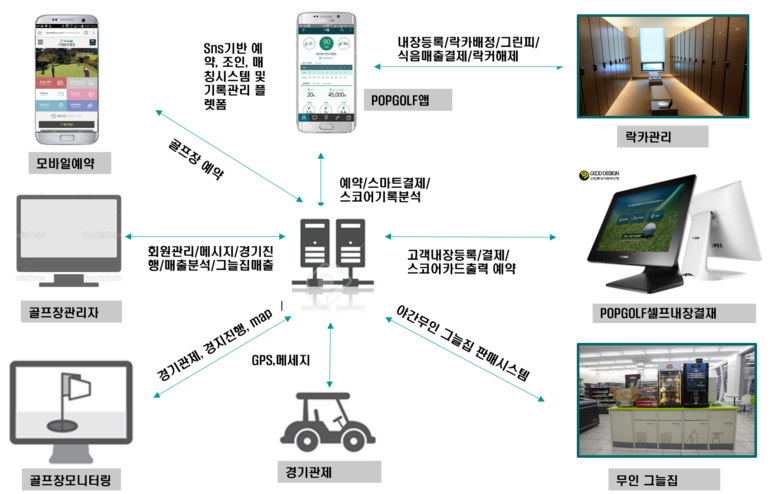 Sns기반 예
약, 조인, 매
칭시스템 및
기록관리 플
렛폼
POPGOLF앱
내장등록/락카배정/그린피/
식음매출결제/락커해제
락카관리
모바일예약
골프장 예약
예약/스마트결제/
스코어기록분석
GOLFZON DESIGN
골프장관리자
회원관리/메시지/경기진
행/매출분석/그늘집매출
고객내장등록/결제/
스코어카드출력 예약
POPGOLF셀프내장결재
경기관제, 경지진행, map
GPS,메세지
야간무인 그늘집 판매시스템
골프장모니터링
경기관제
무인 그늘집
90
20
45,000